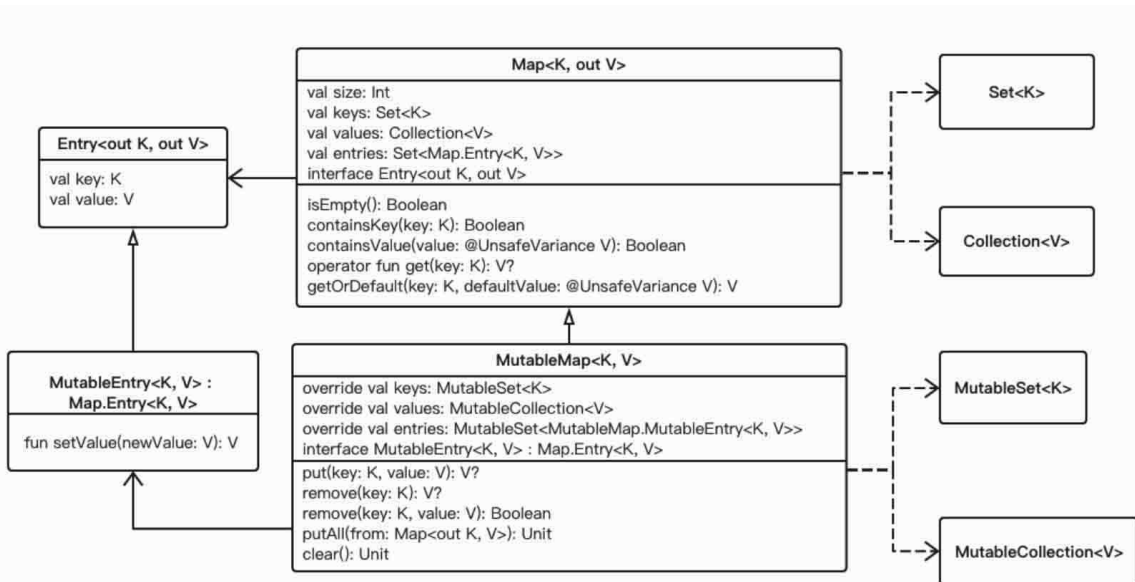 Map<K, out V>
val size: Int
val keys: Set<K>
val values: Collection<V>
val entries: Set<Map.Entry<K, V>>
interface Entry<out K, out V>
isEmpty(): Boolean
containsKey(key: K): Boolean
containsValue(value: @UnsafeVariance V): Boolean
operator fun get(key: K): V?
getOrDefault(key: K, defaultValue: @UnsafeVariance V): V
Set<K>
Collection<V>
Entry<out K, out V>
val key: K
val value: V
MutableEntry<K, V> :
Map.Entry<K, V>
fun setValue(newValue: V): V
MutableMap<K, V>
override val keys: MutableSet<K>
override val values: MutableCollection<V>
override val entries: MutableSet<MutableMap.MutableEntry<K, V>>
interface MutableEntry<K, V> : Map.Entry<K, V>
put(key: K, value: V): V?
remove(key: K): V?
remove(key: K, value: V): Boolean
putAll(from: Map<out K, V>): Unit
clear(): Unit
MutableSet<K>
MutableCollection<V>